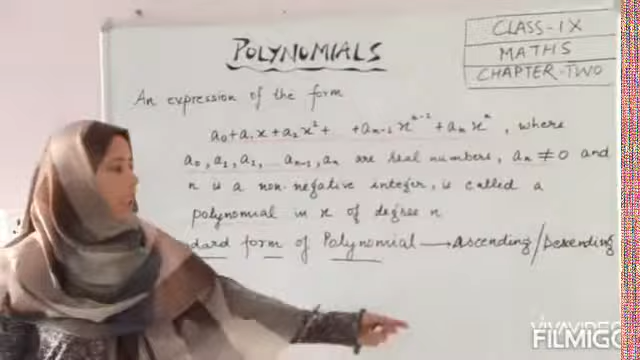 POLYNOMIALS
CLASS-IX
MATHS
CHAPTER-TWO
An expression of the form
a₀+a₁x+a₂x²+ +aₙ₋₁xⁿ⁻¹+aₙxⁿ, where
a₀, a₁, a₂, aₙ₋₁, aₙ are real numbers, aₙ≠0 and
n is a non-negative integer, is called a
polynomial in x of degree n
dard form of Polynomial → Ascending/Descending
VIVAVIDEO
FILMIGO